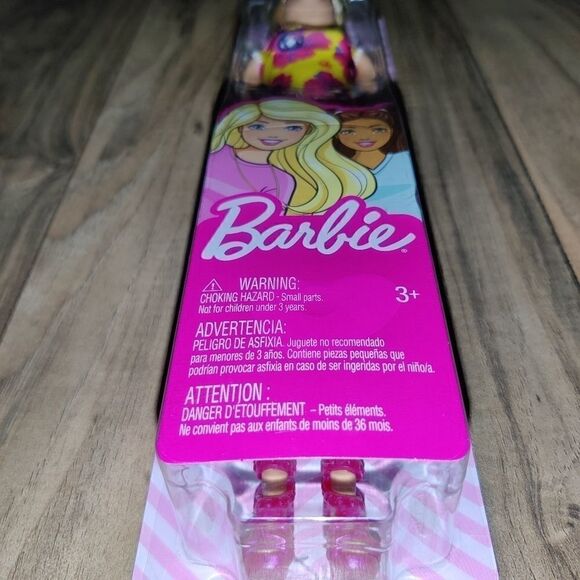 Barbie®
WARNING:
CHOKING HAZARD - Small parts.
Not for children under 3 years.
3+
ADVERTENCIA:
PELIGRO DE ASFIXIA. Juguete no recomendado
para menores de 3 años. Contiene piezas pequeñas que
podrían provocar asfixia en caso de ser ingeridas por el niño/a.
ATTENTION :
DANGER D'ÉTOUFFEMENT – Petits éléments.
Ne convient pas aux enfants de moins de 36 mois.